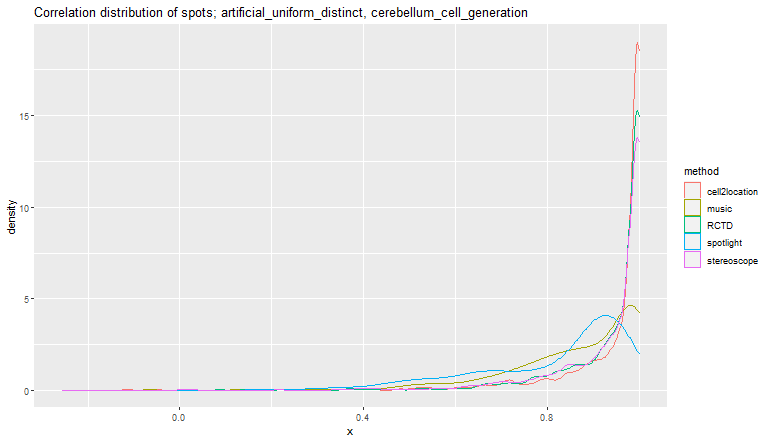 Correlation distribution of spots; artificial_uniform_distinct, cerebellum_cell_generation
15
10
5
0
density
0.0
0.4
0.8
x
method
cell2location
music
RCTD
spotlight
stereoscope